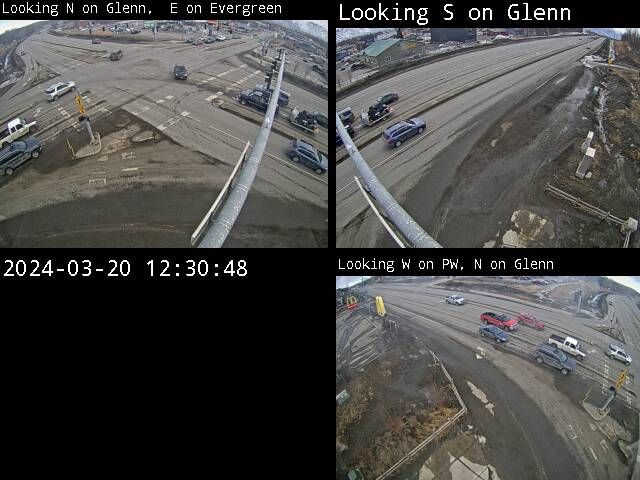 Looking N on Glenn,  E on Evergreen
Looking S on Glenn
2024-03-20 12:30:48
Looking W on PW, N on Glenn